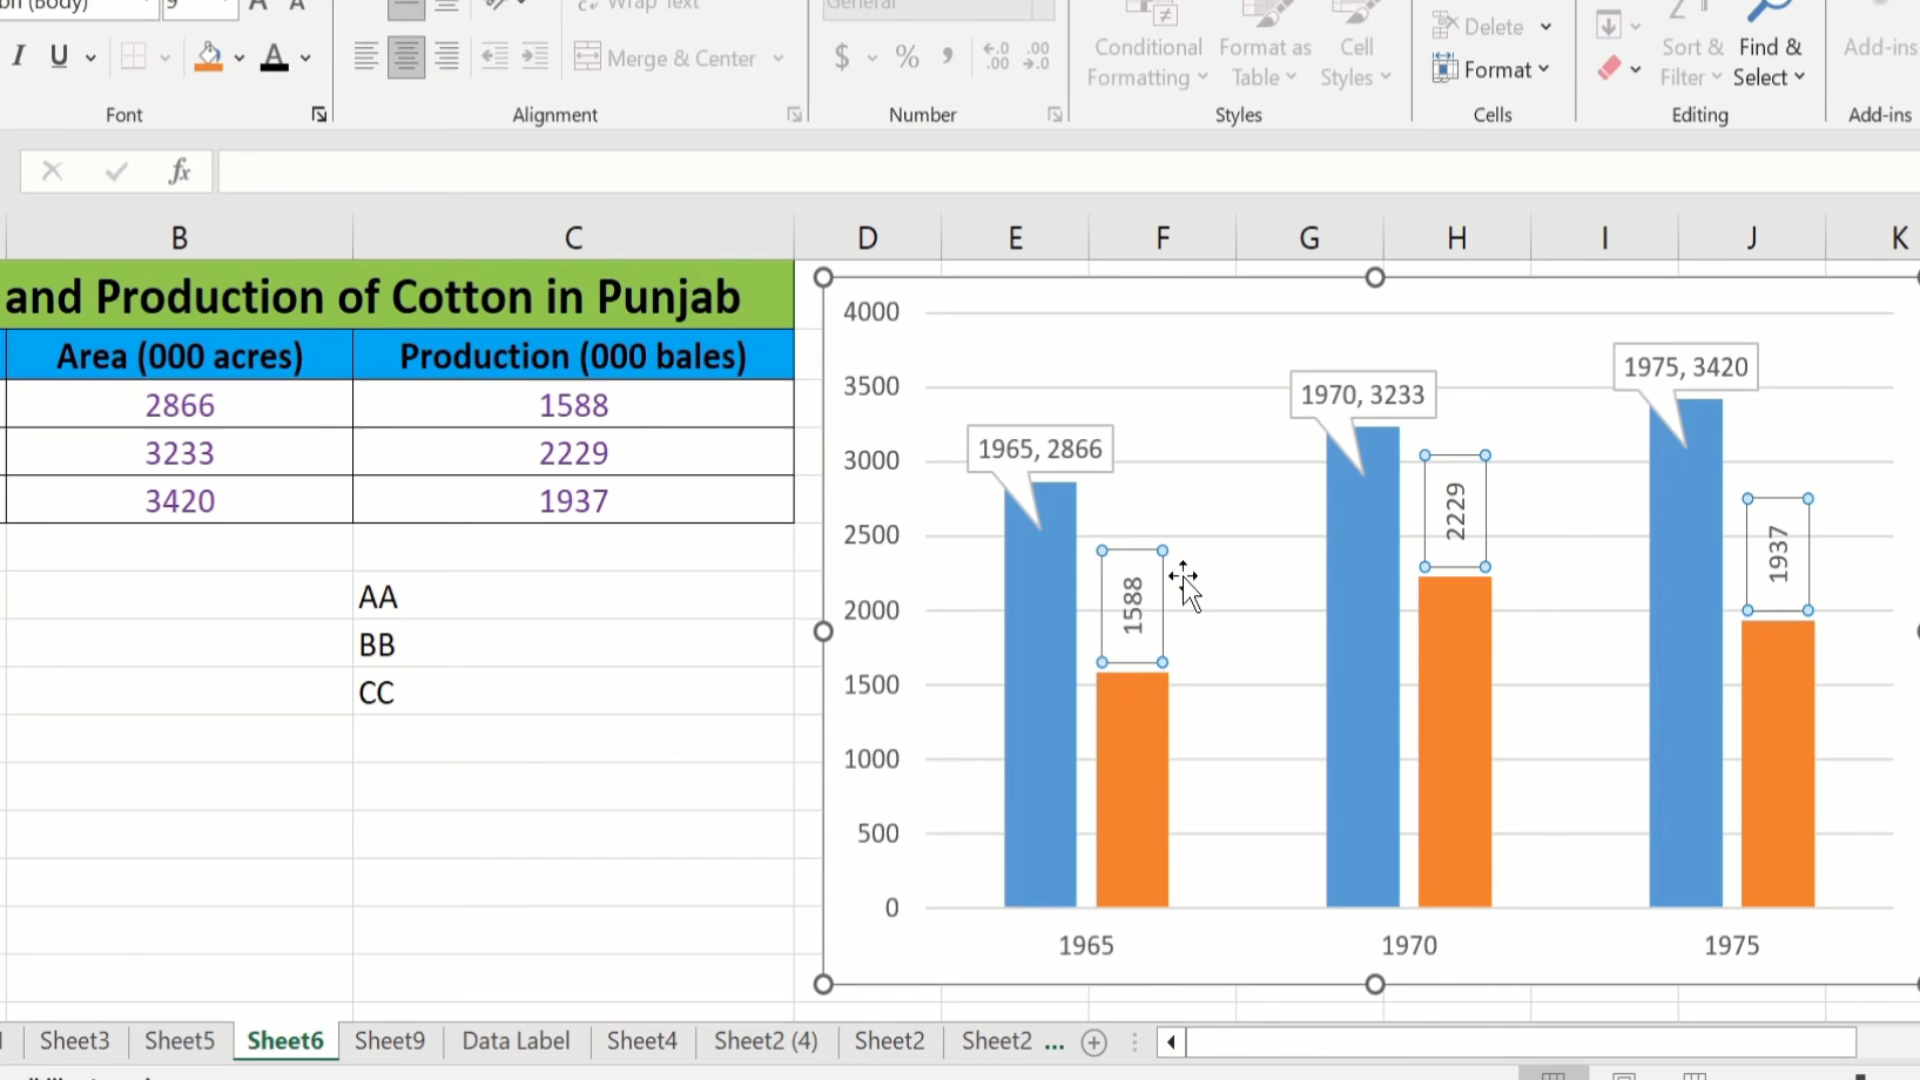 9
Wrap Text
General
I U A
Merge & Center
$ % ,
Conditional Formatting
Format as Table
Cell Styles
Delete
Format
Sort & Filter
Find & Select
Add-ins
Font
Alignment
Number
Styles
Cells
Editing
Add-ins
fx
B C D E F G H I J K
and Production of Cotton in Punjab
Area (000 acres) Production (000 bales)
2866 1588
3233 2229
3420 1937
AA
BB
CC
4000
3500
3000
2500
2000
1500
1000
500
0
1965, 2866
1588
1970, 3233
2229
1975, 3420
1937
1965 1970 1975
Sheet3 Sheet5 Sheet6 Sheet9 Data Label Sheet4 Sheet2 (4) Sheet2 Sheet2 ...